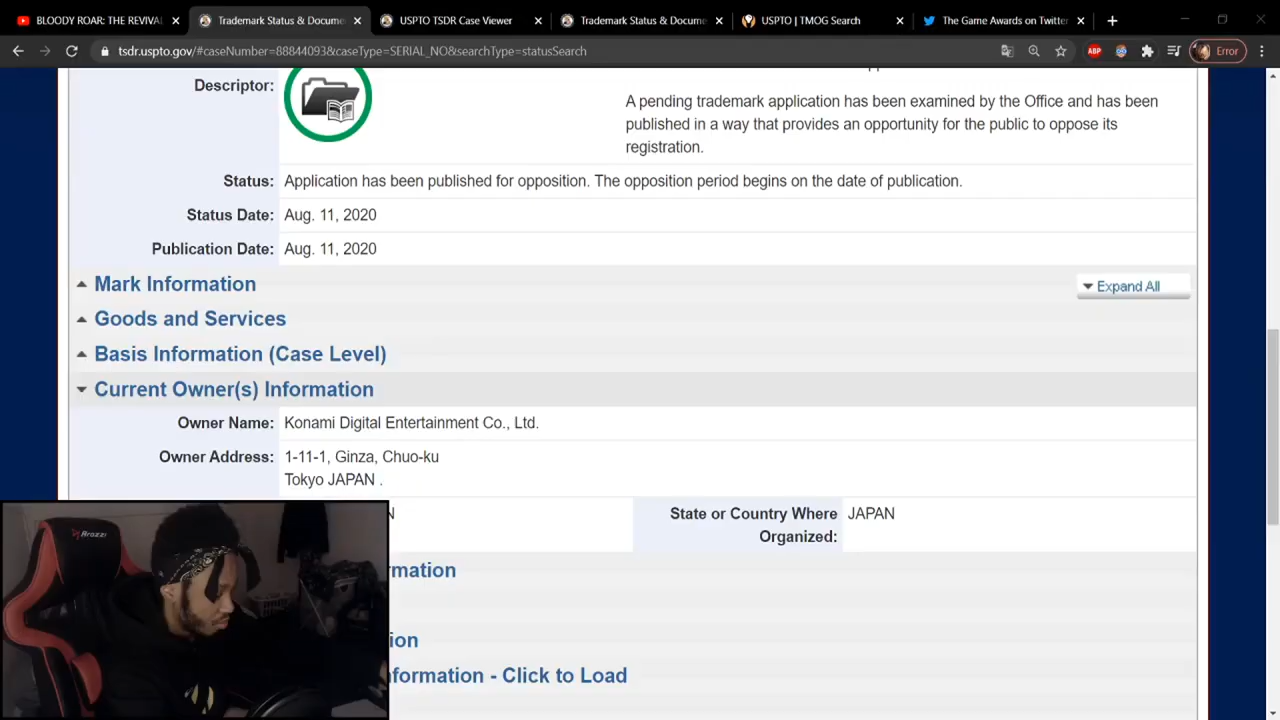 BLOODY ROAR: THE REVIVAL
Trademark Status & Docume
USPTO TSDR Case Viewer
Trademark Status & Docume
USPTO | TMOG Search
The Game Awards on Twitter
tsdr.uspto.gov/#caseNumber=88844093&caseType=SERIAL_NO&searchType=statusSearch
ABP
Error
Descriptor:
A pending trademark application has been examined by the Office and has been
published in a way that provides an opportunity for the public to oppose its
registration.
Status: Application has been published for opposition. The opposition period begins on the date of publication.
Status Date: Aug. 11, 2020
Publication Date: Aug. 11, 2020
Mark Information
Expand All
Goods and Services
Basis Information (Case Level)
Current Owner(s) Information
Owner Name: Konami Digital Entertainment Co., Ltd.
Owner Address: 1-11-1, Ginza, Chuo-ku
Tokyo JAPAN .
N
State or Country Where
Organized:
JAPAN
rmation
ion
nformation - Click to Load
Arozzi